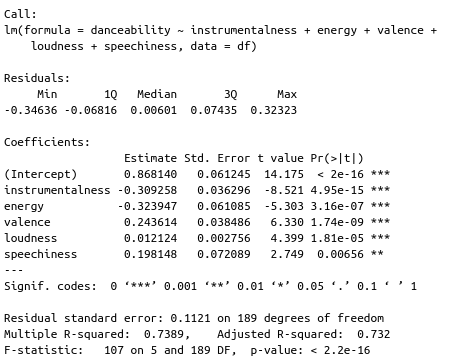 Call:
lm(formula = danceability ~ instrumentalness + energy + valence +
    loudness + speechiness, data = df)

Residuals:
     Min       1Q   Median       3Q      Max
-0.34636 -0.06816  0.00601  0.07435  0.32323

Coefficients:
                  Estimate Std. Error t value Pr(>|t|)
(Intercept)       0.868140   0.061245  14.175  < 2e-16 ***
instrumentalness -0.309258   0.036296  -8.521 4.95e-15 ***
energy           -0.323947   0.061085  -5.303 3.16e-07 ***
valence           0.243614   0.038486   6.330 1.74e-09 ***
loudness          0.012124   0.002756   4.399 1.81e-05 ***
speechiness       0.198148   0.072089   2.749  0.00656 **
---
Signif. codes:  0 ‘***’ 0.001 ‘**’ 0.01 ‘*’ 0.05 ‘.’ 0.1 ‘ ’ 1

Residual standard error: 0.1121 on 189 degrees of freedom
Multiple R-squared:  0.7389,    Adjusted R-squared:  0.732
F-statistic:   107 on 5 and 189 DF,  p-value: < 2.2e-16